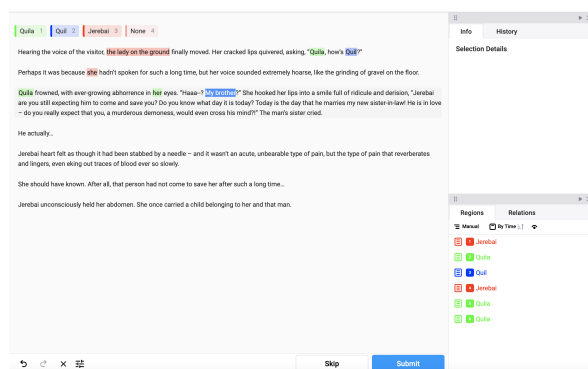 Quila 1 Quil 2 Jerebai 3 None 4
Hearing the voice of the visitor, the lady on the ground finally moved. Her cracked lips quivered, asking, "Quila, how's Quil?"
Perhaps it was because she hadn't spoken for such a long time, but her voice sounded extremely hoarse, like the grinding of gravel on the floor.
Quila frowned, with ever-growing abhorrence in her eyes. "Haaa–? My brother?" She hooked her lips into a smile full of ridicule and derision, "Jerebai
are you still expecting him to come and save you? Do you know what day it is today? Today is the day that he marries my new sister-in-law! He is in love
– do you really expect that you, a murderous demoness, would even cross his mind?!" The man's sister cried.
He actually...
Jerebai heart felt as though it had been stabbed by a needle – and it wasn't an acute, unbearable type of pain, but the type of pain that reverberates
and lingers, even eking out traces of blood ever so slowly.
She should have known. After all, that person had not come to save her after such a long time...
Jerebai unconsciously held her abdomen. She once carried a child belonging to her and that man.
Skip Submit
Info History
Selection Details
Regions Relations
Manual By Time
1 Jerebai
2 Quila
3 Quil
4 Jerebai
5 Quila
6 Quila